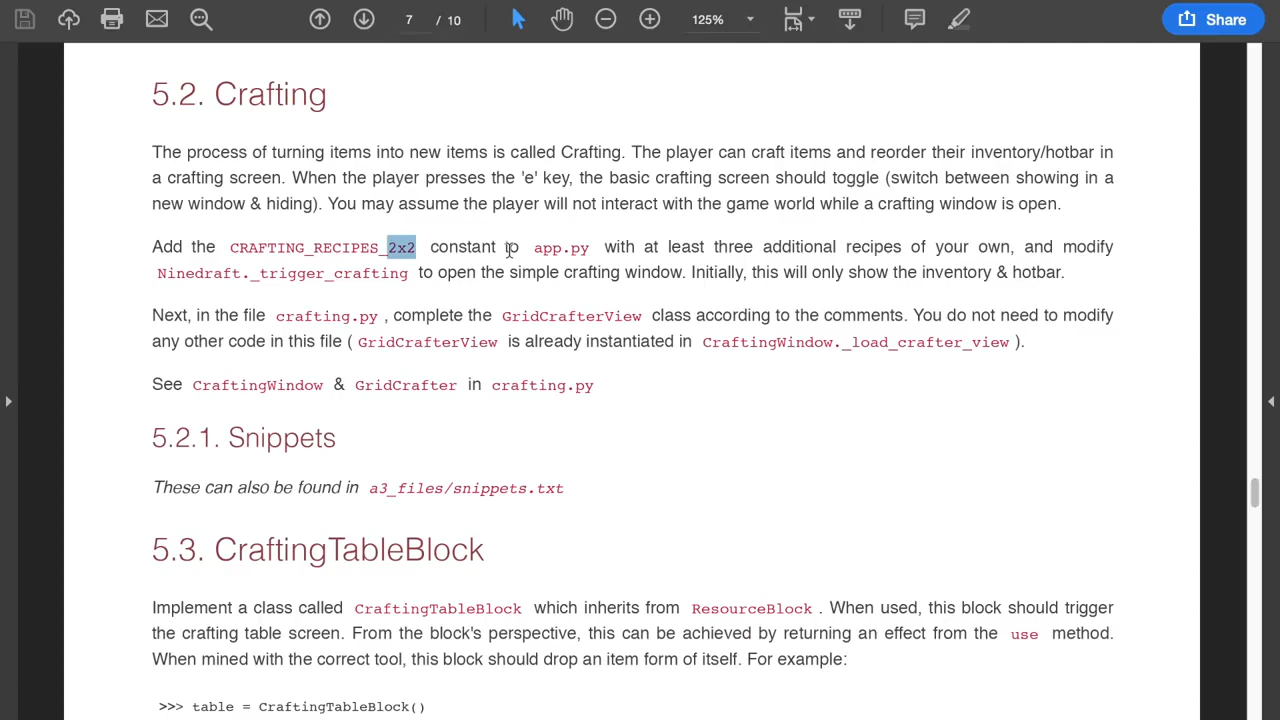 7 / 10
125%
Share
5.2. Crafting
The process of turning items into new items is called Crafting. The player can craft items and reorder their inventory/hotbar in
a crafting screen. When the player presses the 'e' key, the basic crafting screen should toggle (switch between showing in a
new window & hiding). You may assume the player will not interact with the game world while a crafting window is open.
Add the CRAFTING_RECIPES_2x2 constant to app.py with at least three additional recipes of your own, and modify
Ninedraft._trigger_crafting to open the simple crafting window. Initially, this will only show the inventory & hotbar.
Next, in the file crafting.py , complete the GridCrafterView class according to the comments. You do not need to modify
any other code in this file ( GridCrafterView is already instantiated in CraftingWindow._load_crafter_view ).
See CraftingWindow & GridCrafter in crafting.py
5.2.1. Snippets
These can also be found in a3_files/snippets.txt
5.3. CraftingTableBlock
Implement a class called CraftingTableBlock which inherits from ResourceBlock . When used, this block should trigger
the crafting table screen. From the block's perspective, this can be achieved by returning an effect from the use method.
When mined with the correct tool, this block should drop an item form of itself. For example:
>>> table = CraftingTableBlock()